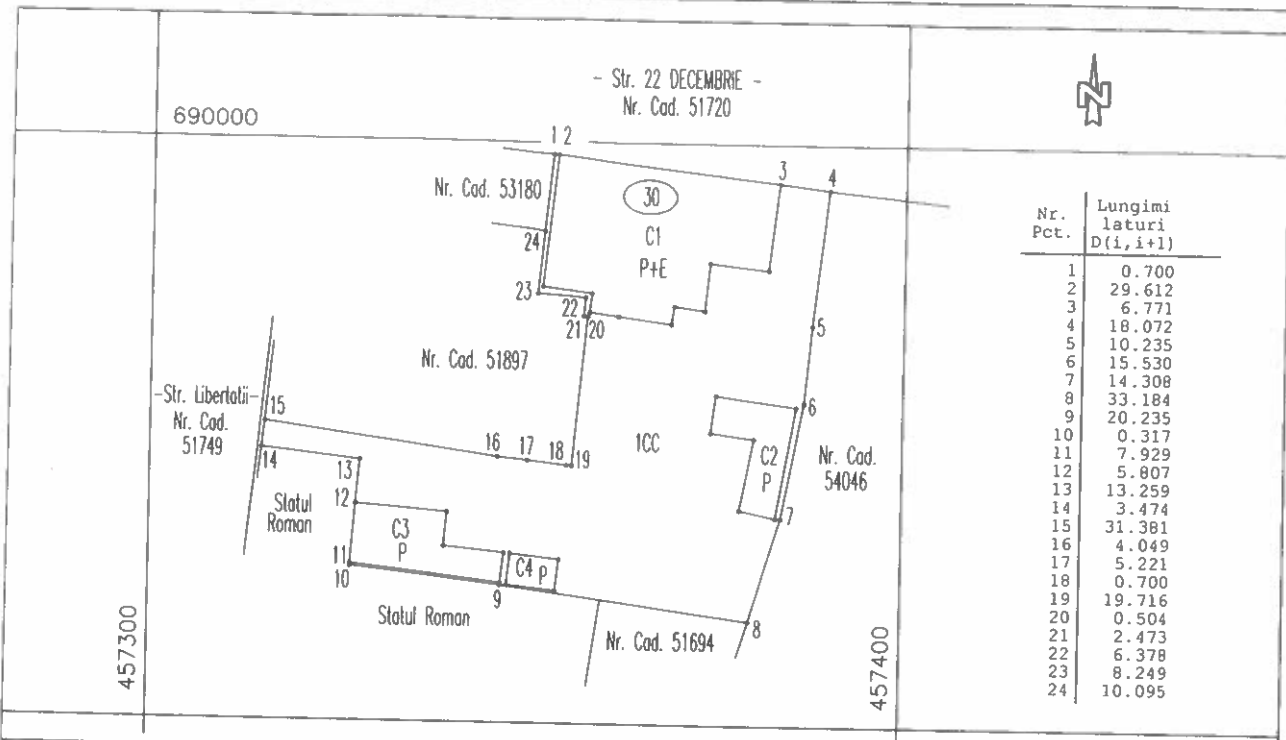 - Str. 22 DECEMBRIE -
Nr. Cad. 51720
690000
1 2
3
4
Nr. Cad. 53180
30
C1
P+E
24
23
22
21 20
5
Nr. Cad. 51897
-Str. Libertatii-
Nr. Cad.
51749
15
16
17
18 19
6
1CC
C2
P
Nr. Cad.
54046
14
13
12
Statul
Roman
C3
P
C4 P
7
11
10
9
8
Statul Roman
Nr. Cad. 51694
457300
457400
N
Nr. Pct. Lungimi laturi D(i,i+1)
1 0.700
2 29.612
3 6.771
4 18.072
5 10.235
6 15.530
7 14.308
8 33.184
9 20.235
10 0.317
11 7.929
12 5.807
13 13.259
14 3.474
15 31.381
16 4.049
17 5.221
18 0.700
19 19.716
20 0.504
21 2.473
22 6.378
23 8.249
24 10.095